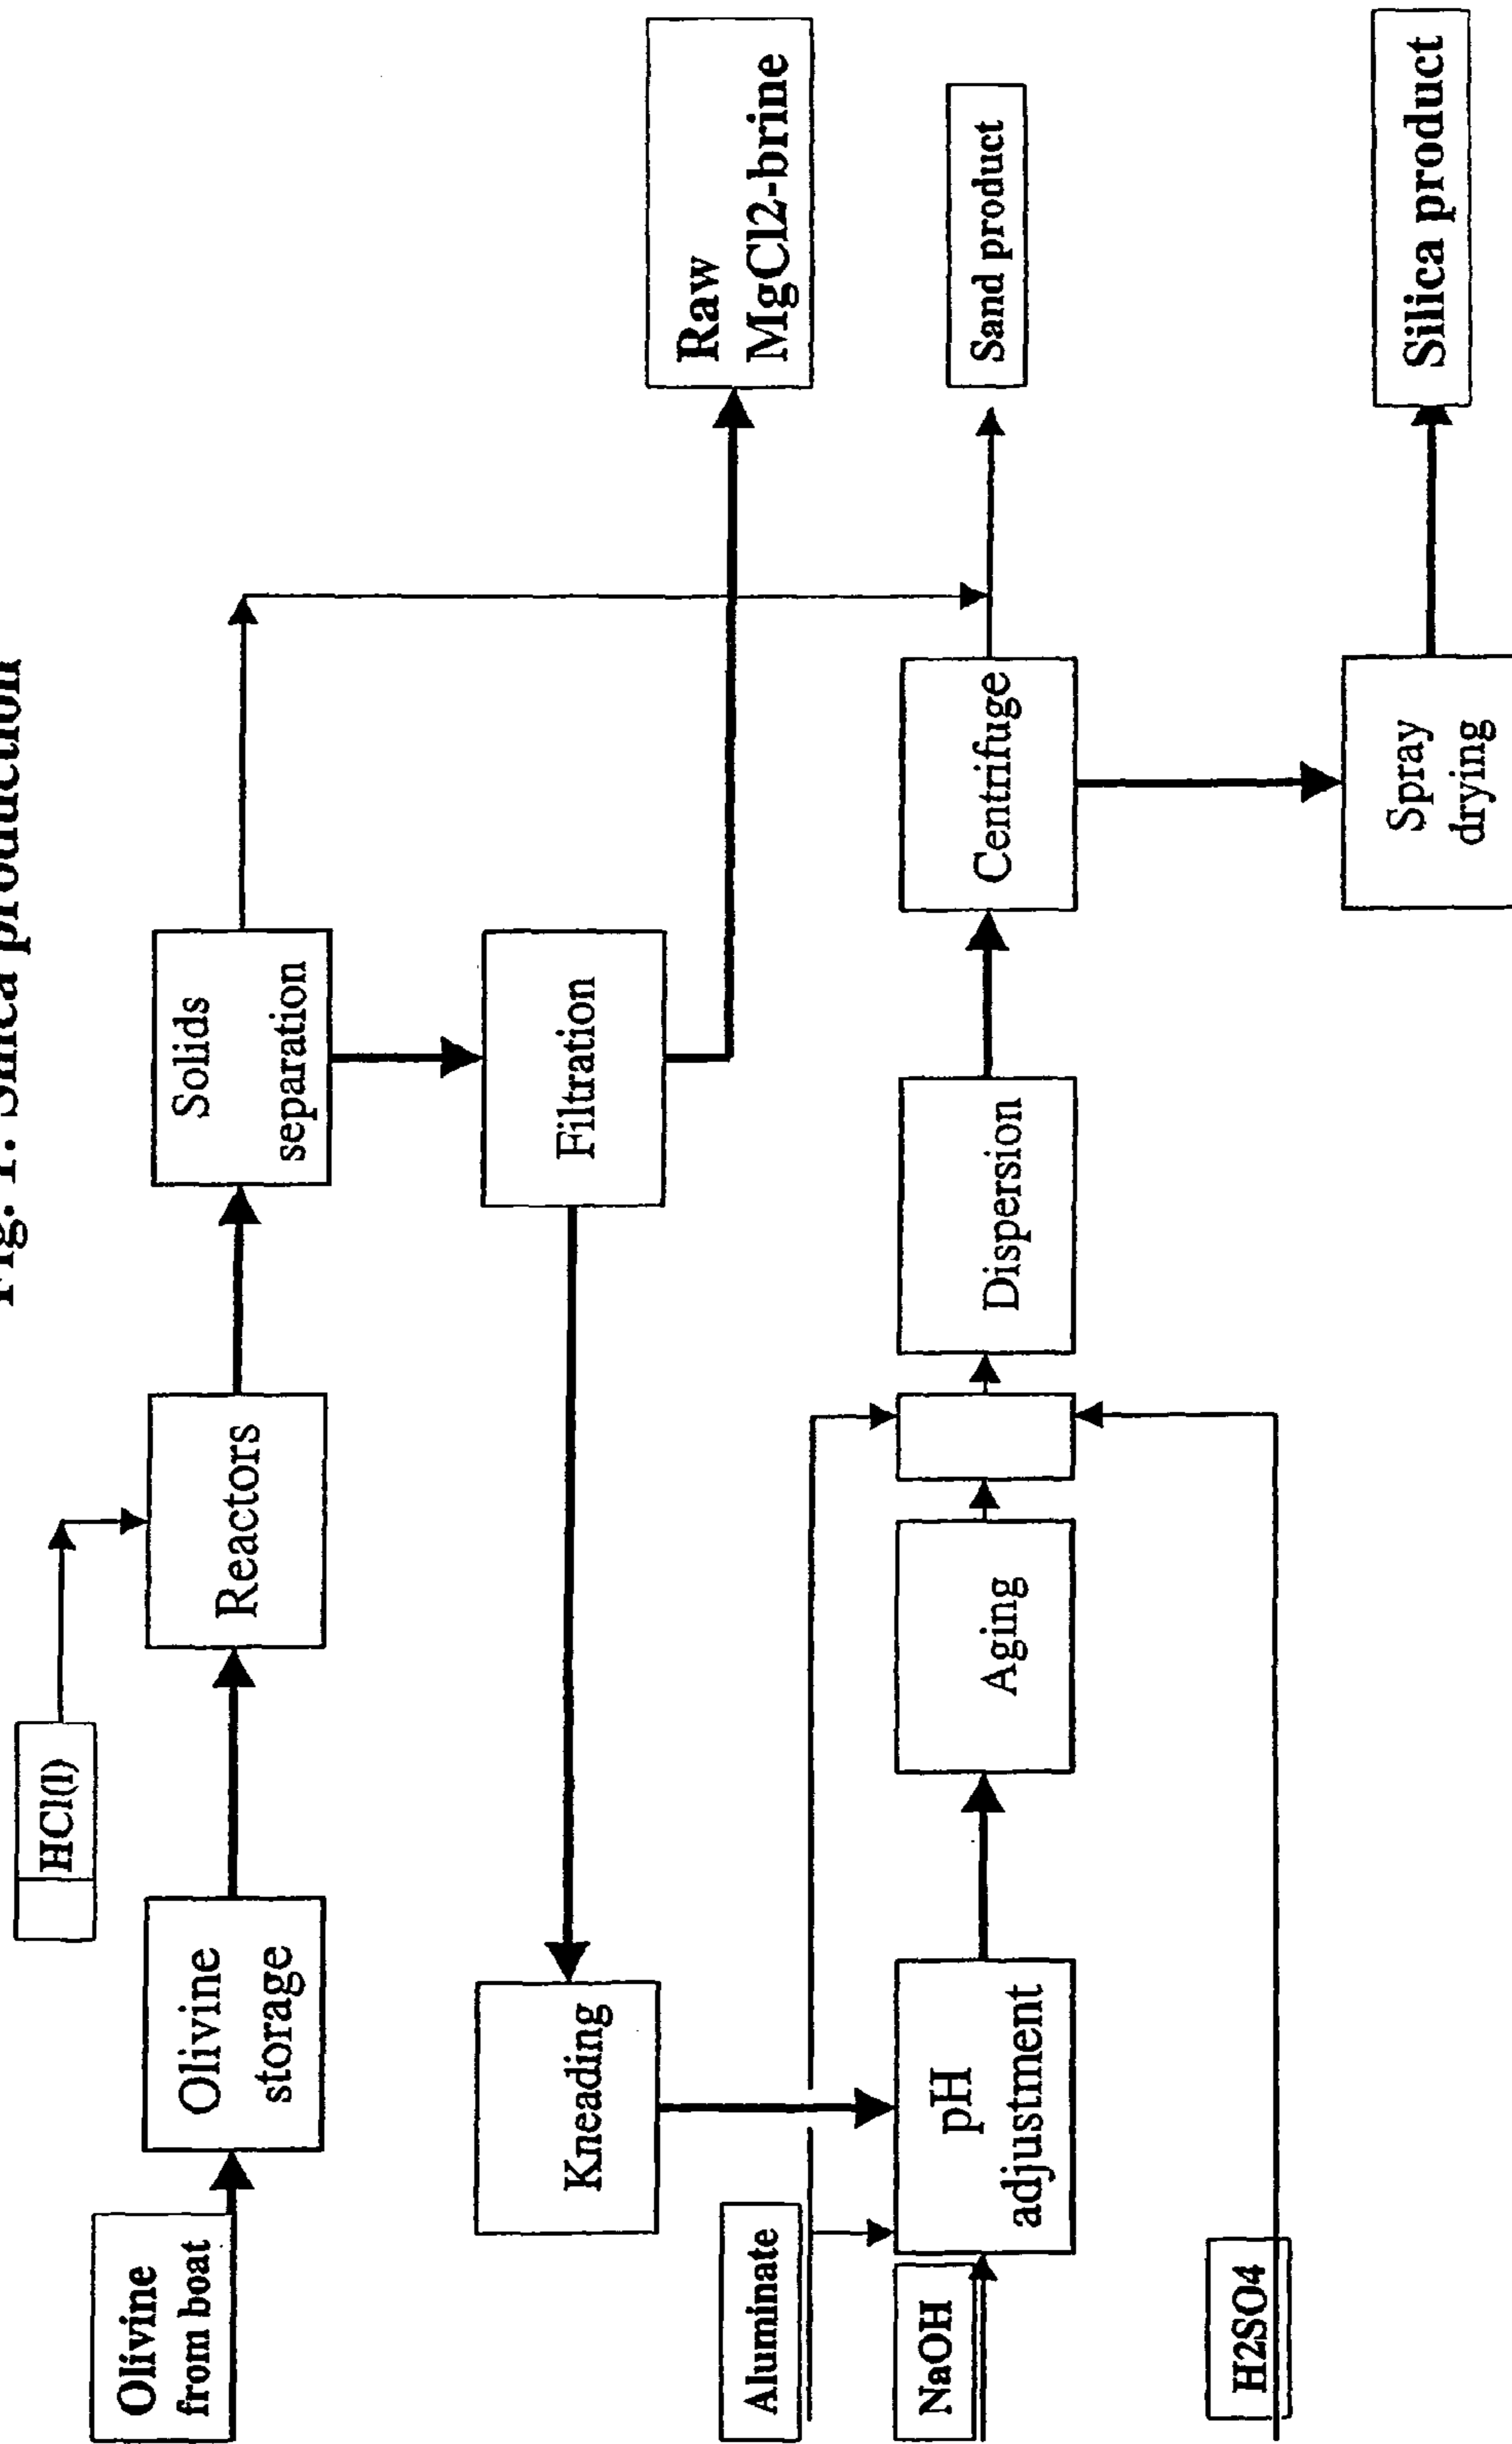 Fig. 1. Silica production
HCl(l)
Olivine
from boat
Olivine
storage
Reactors
Solids
separation
Kneading
Filtration
Raw
MgCl2-brine
Aluminate
NaOH
pH
adjustment
Aging
Dispersion
Centrifuge
Sand product
H2SO4
Spray
drying
Silica product